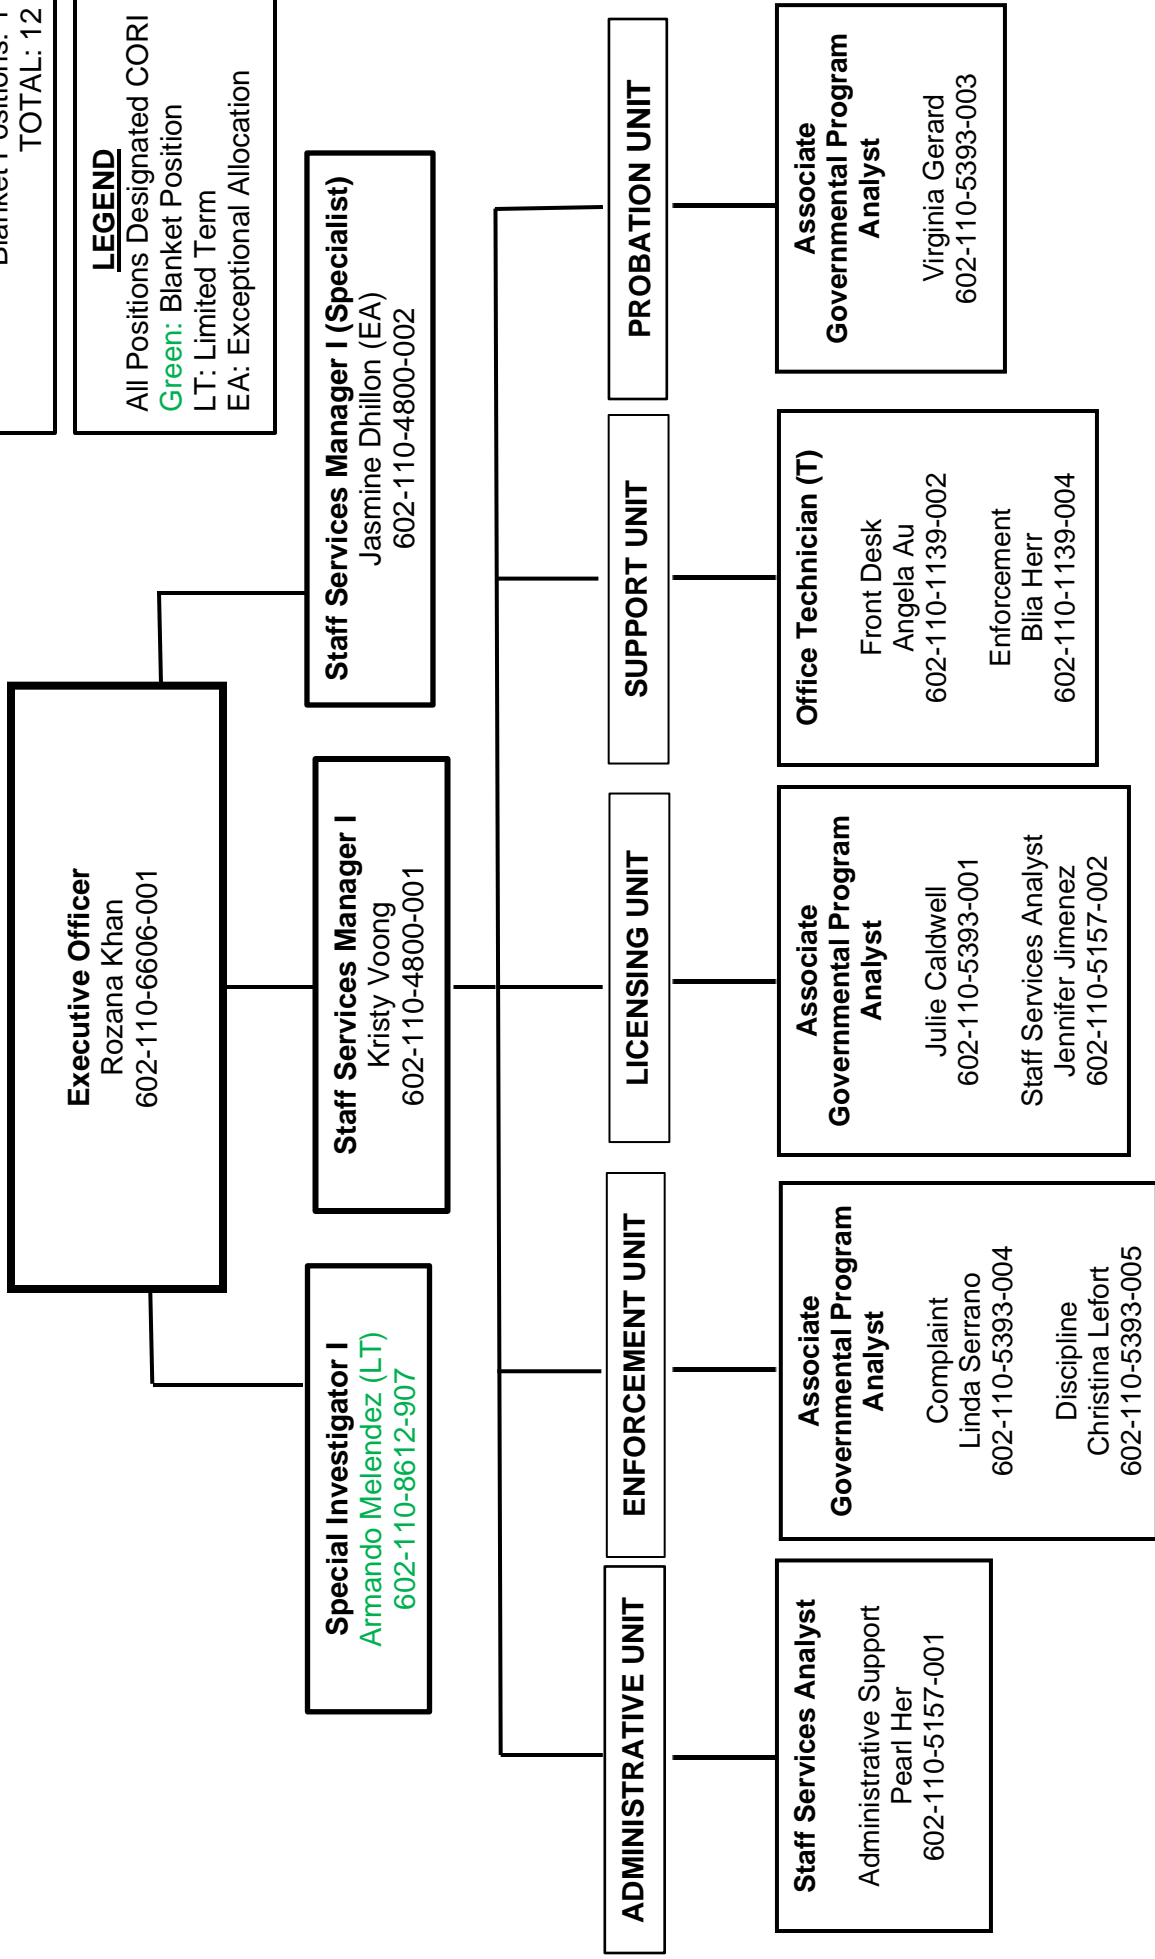 Blanket Positions: 1
TOTAL: 12
LEGEND
All Positions Designated CORI
Green: Blanket Position
LT: Limited Term
EA: Exceptional Allocation
Executive Officer
Rozana Khan
602-110-6606-001
Special Investigator I
Armando Melendez (LT)
602-110-8612-907
Staff Services Manager I
Kristy Voong
602-110-4800-001
Staff Services Manager I (Specialist)
Jasmine Dhillon (EA)
602-110-4800-002
ADMINISTRATIVE UNIT
ENFORCEMENT UNIT
LICENSING UNIT
SUPPORT UNIT
PROBATION UNIT
Staff Services Analyst
Administrative Support
Pearl Her
602-110-5157-001
Associate
Governmental Program
Analyst
Complaint
Linda Serrano
602-110-5393-004
Discipline
Christina Lefort
602-110-5393-005
Associate
Governmental Program
Analyst
Julie Caldwell
602-110-5393-001
Staff Services Analyst
Jennifer Jimenez
602-110-5157-002
Office Technician (T)
Front Desk
Angela Au
602-110-1139-002
Enforcement
Blia Herr
602-110-1139-004
Associate
Governmental Program
Analyst
Virginia Gerard
602-110-5393-003